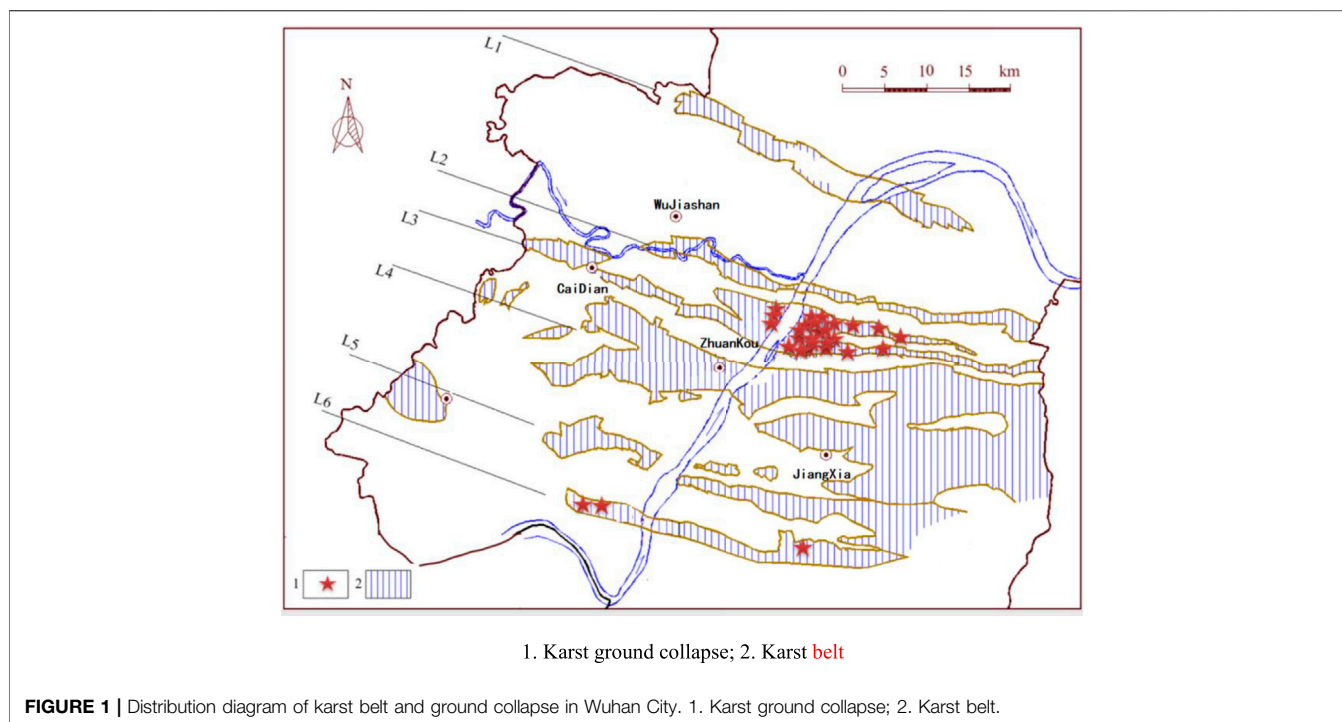 L1
0 5 10 15 km
N
L2
WuJiashan
L3
CaiDian
L4
ZhuanKou
L5
L6
JiangXia
1 2
1. Karst ground collapse; 2. Karst belt
FIGURE 1 | Distribution diagram of karst belt and ground collapse in Wuhan City. 1. Karst ground collapse; 2. Karst belt.